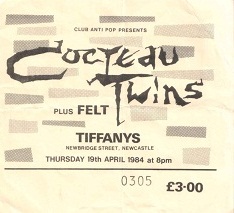 CLUB ANTI POP PRESENTS
Cocteau
Twins
PLUS FELT
TIFFANYS
NEWBRIDGE STREET, NEWCASTLE
THURSDAY 19th APRIL 1984 at 8pm
0305 £3·00